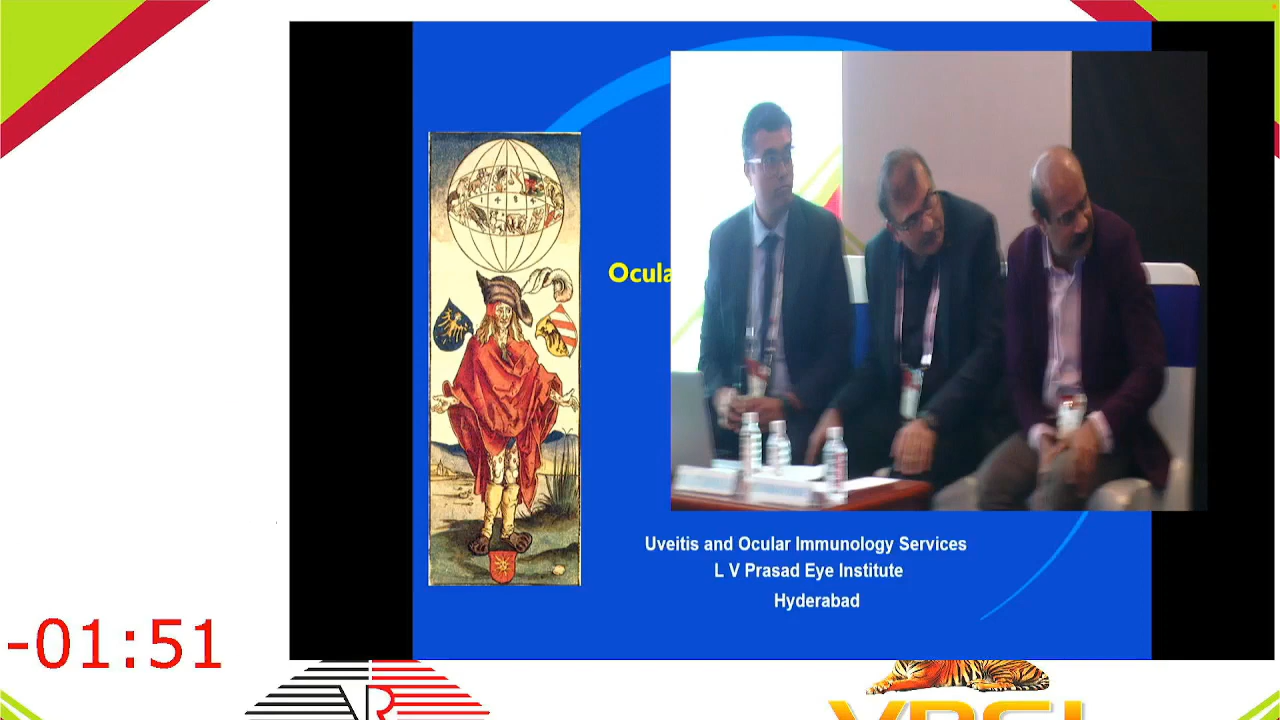 Ocula
Uveitis and Ocular Immunology Services
L V Prasad Eye Institute
Hyderabad
-01:51